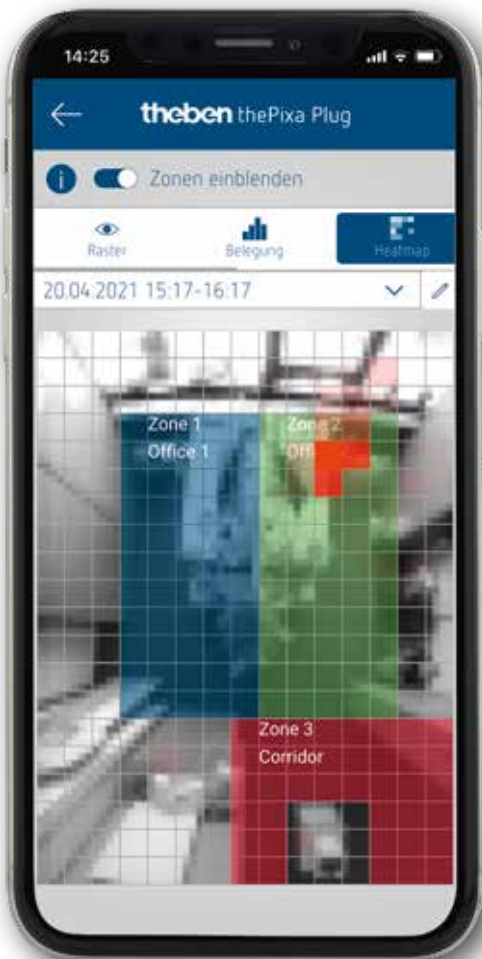 14:25
theben thePixa Plug
i Zonen einblenden
Raster Belegung Heatmap
20.04.2021 15:17-16:17
Zone 1 Zone 2
Office 1
Zone 3
Corridor